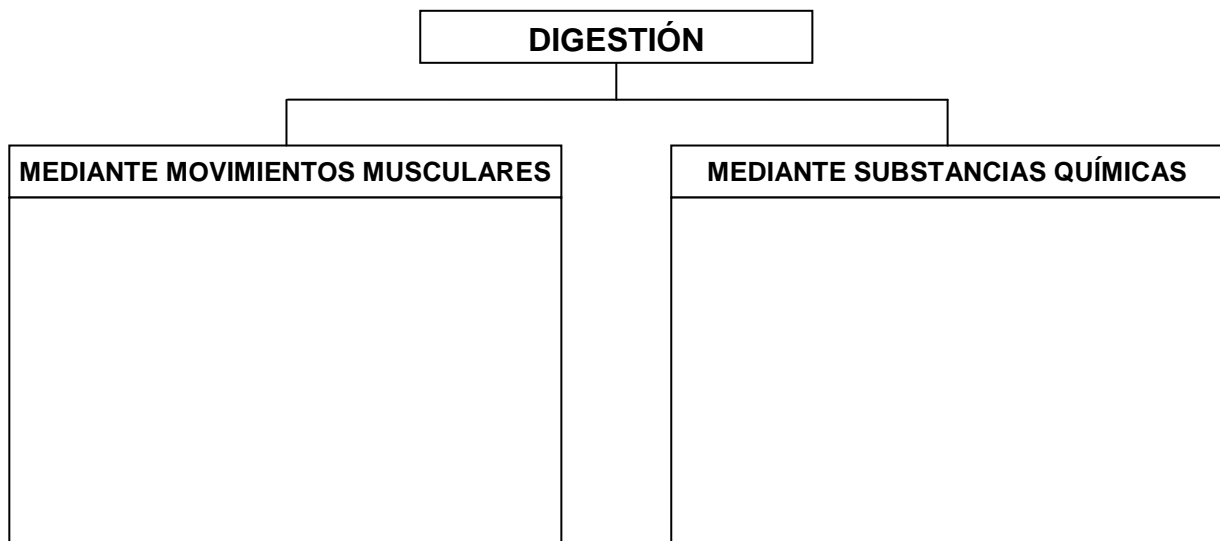 DIGESTIÓN
MEDIANTE MOVIMIENTOS MUSCULARES
MEDIANTE SUBSTANCIAS QUÍMICAS